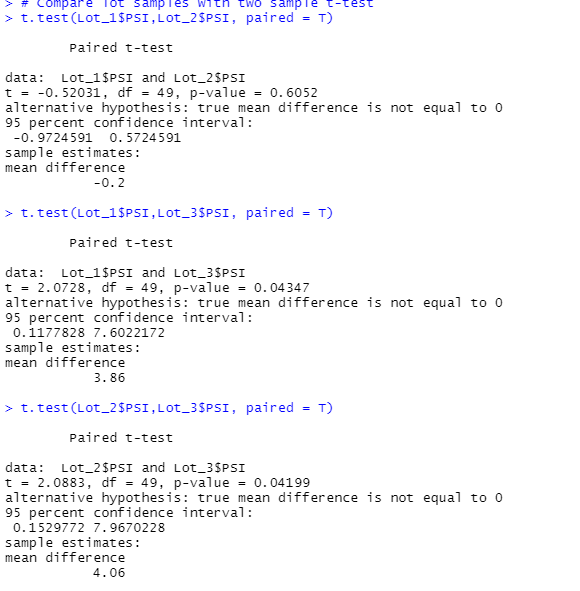 > # Compare lot samples with two sample t-test
> t.test(Lot_1$PSI,Lot_2$PSI, paired = T)
Paired t-test
data:  Lot_1$PSI and Lot_2$PSI
t = -0.52031, df = 49, p-value = 0.6052
alternative hypothesis: true mean difference is not equal to 0
95 percent confidence interval:
-0.9724591  0.5724591
sample estimates:
mean difference
-0.2
> t.test(Lot_1$PSI,Lot_3$PSI, paired = T)
Paired t-test
data:  Lot_1$PSI and Lot_3$PSI
t = 2.0728, df = 49, p-value = 0.04347
alternative hypothesis: true mean difference is not equal to 0
95 percent confidence interval:
0.1177828 7.6022172
sample estimates:
mean difference
3.86
> t.test(Lot_2$PSI,Lot_3$PSI, paired = T)
Paired t-test
data:  Lot_2$PSI and Lot_3$PSI
t = 2.0883, df = 49, p-value = 0.04199
alternative hypothesis: true mean difference is not equal to 0
95 percent confidence interval:
0.1529772 7.9670228
sample estimates:
mean difference
4.06